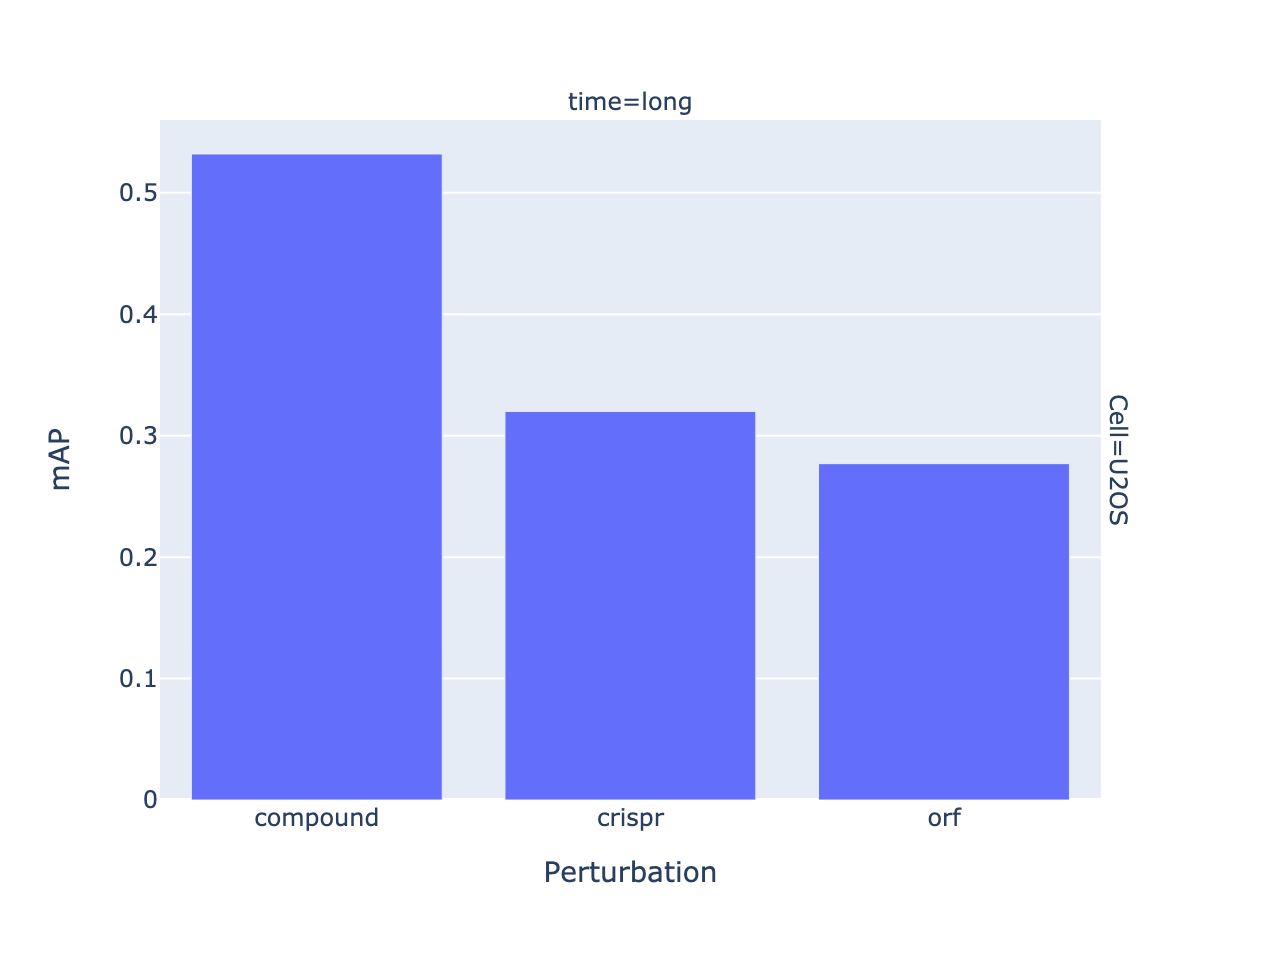 time=long
0.5
0.4
0.3
0.2
0.1
0
mAP
Cell=U2OS
compound crispr orf
Perturbation